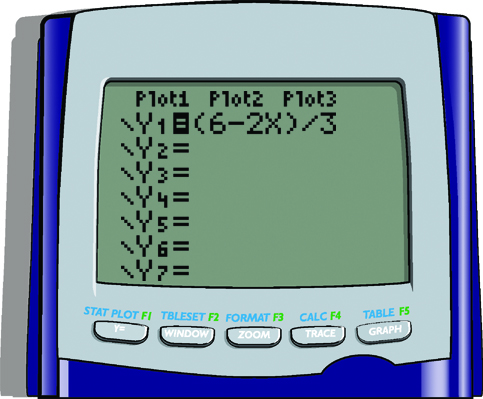 Plot1 Plot2 Plot3
\Y1=(6-2X)/3
\Y2=
\Y3=
\Y4=
\Y5=
\Y6=
\Y7=
STAT PLOT F1 TBLESET F2 FORMAT F3 CALC F4 TABLE F5
Y= WINDOW ZOOM TRACE GRAPH